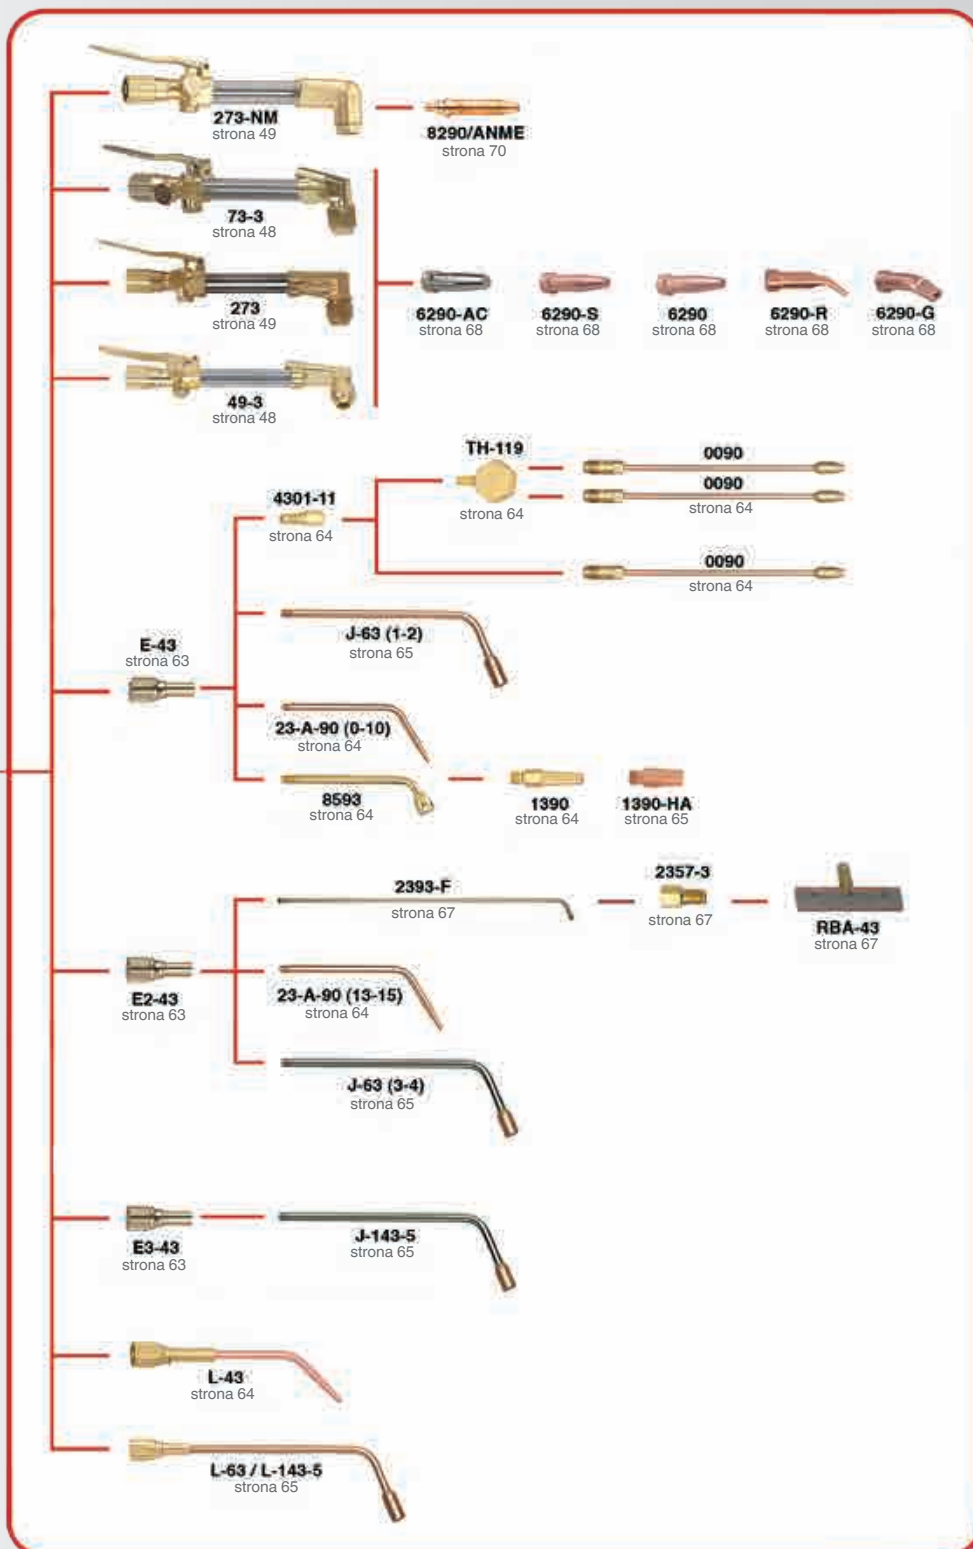 273-NM
strona 49
8290/ANME
strona 70
73-3
strona 48
273
strona 49
6290-AC
strona 68
6290-S
strona 68
6290
strona 68
6290-R
strona 68
6290-G
strona 68
49-3
strona 48
TH-119
strona 64
0090
0090
strona 64
4301-11
strona 64
0090
strona 64
J-63 (1-2)
strona 65
E-43
strona 63
23-A-90 (0-10)
strona 64
8593
strona 64
1390
strona 64
1390-HA
strona 65
2393-F
strona 67
2357-3
strona 67
RBA-43
strona 67
E2-43
strona 63
23-A-90 (13-15)
strona 64
J-63 (3-4)
strona 65
E3-43
strona 63
J-143-5
strona 65
L-43
strona 64
L-63 / L-143-5
strona 65